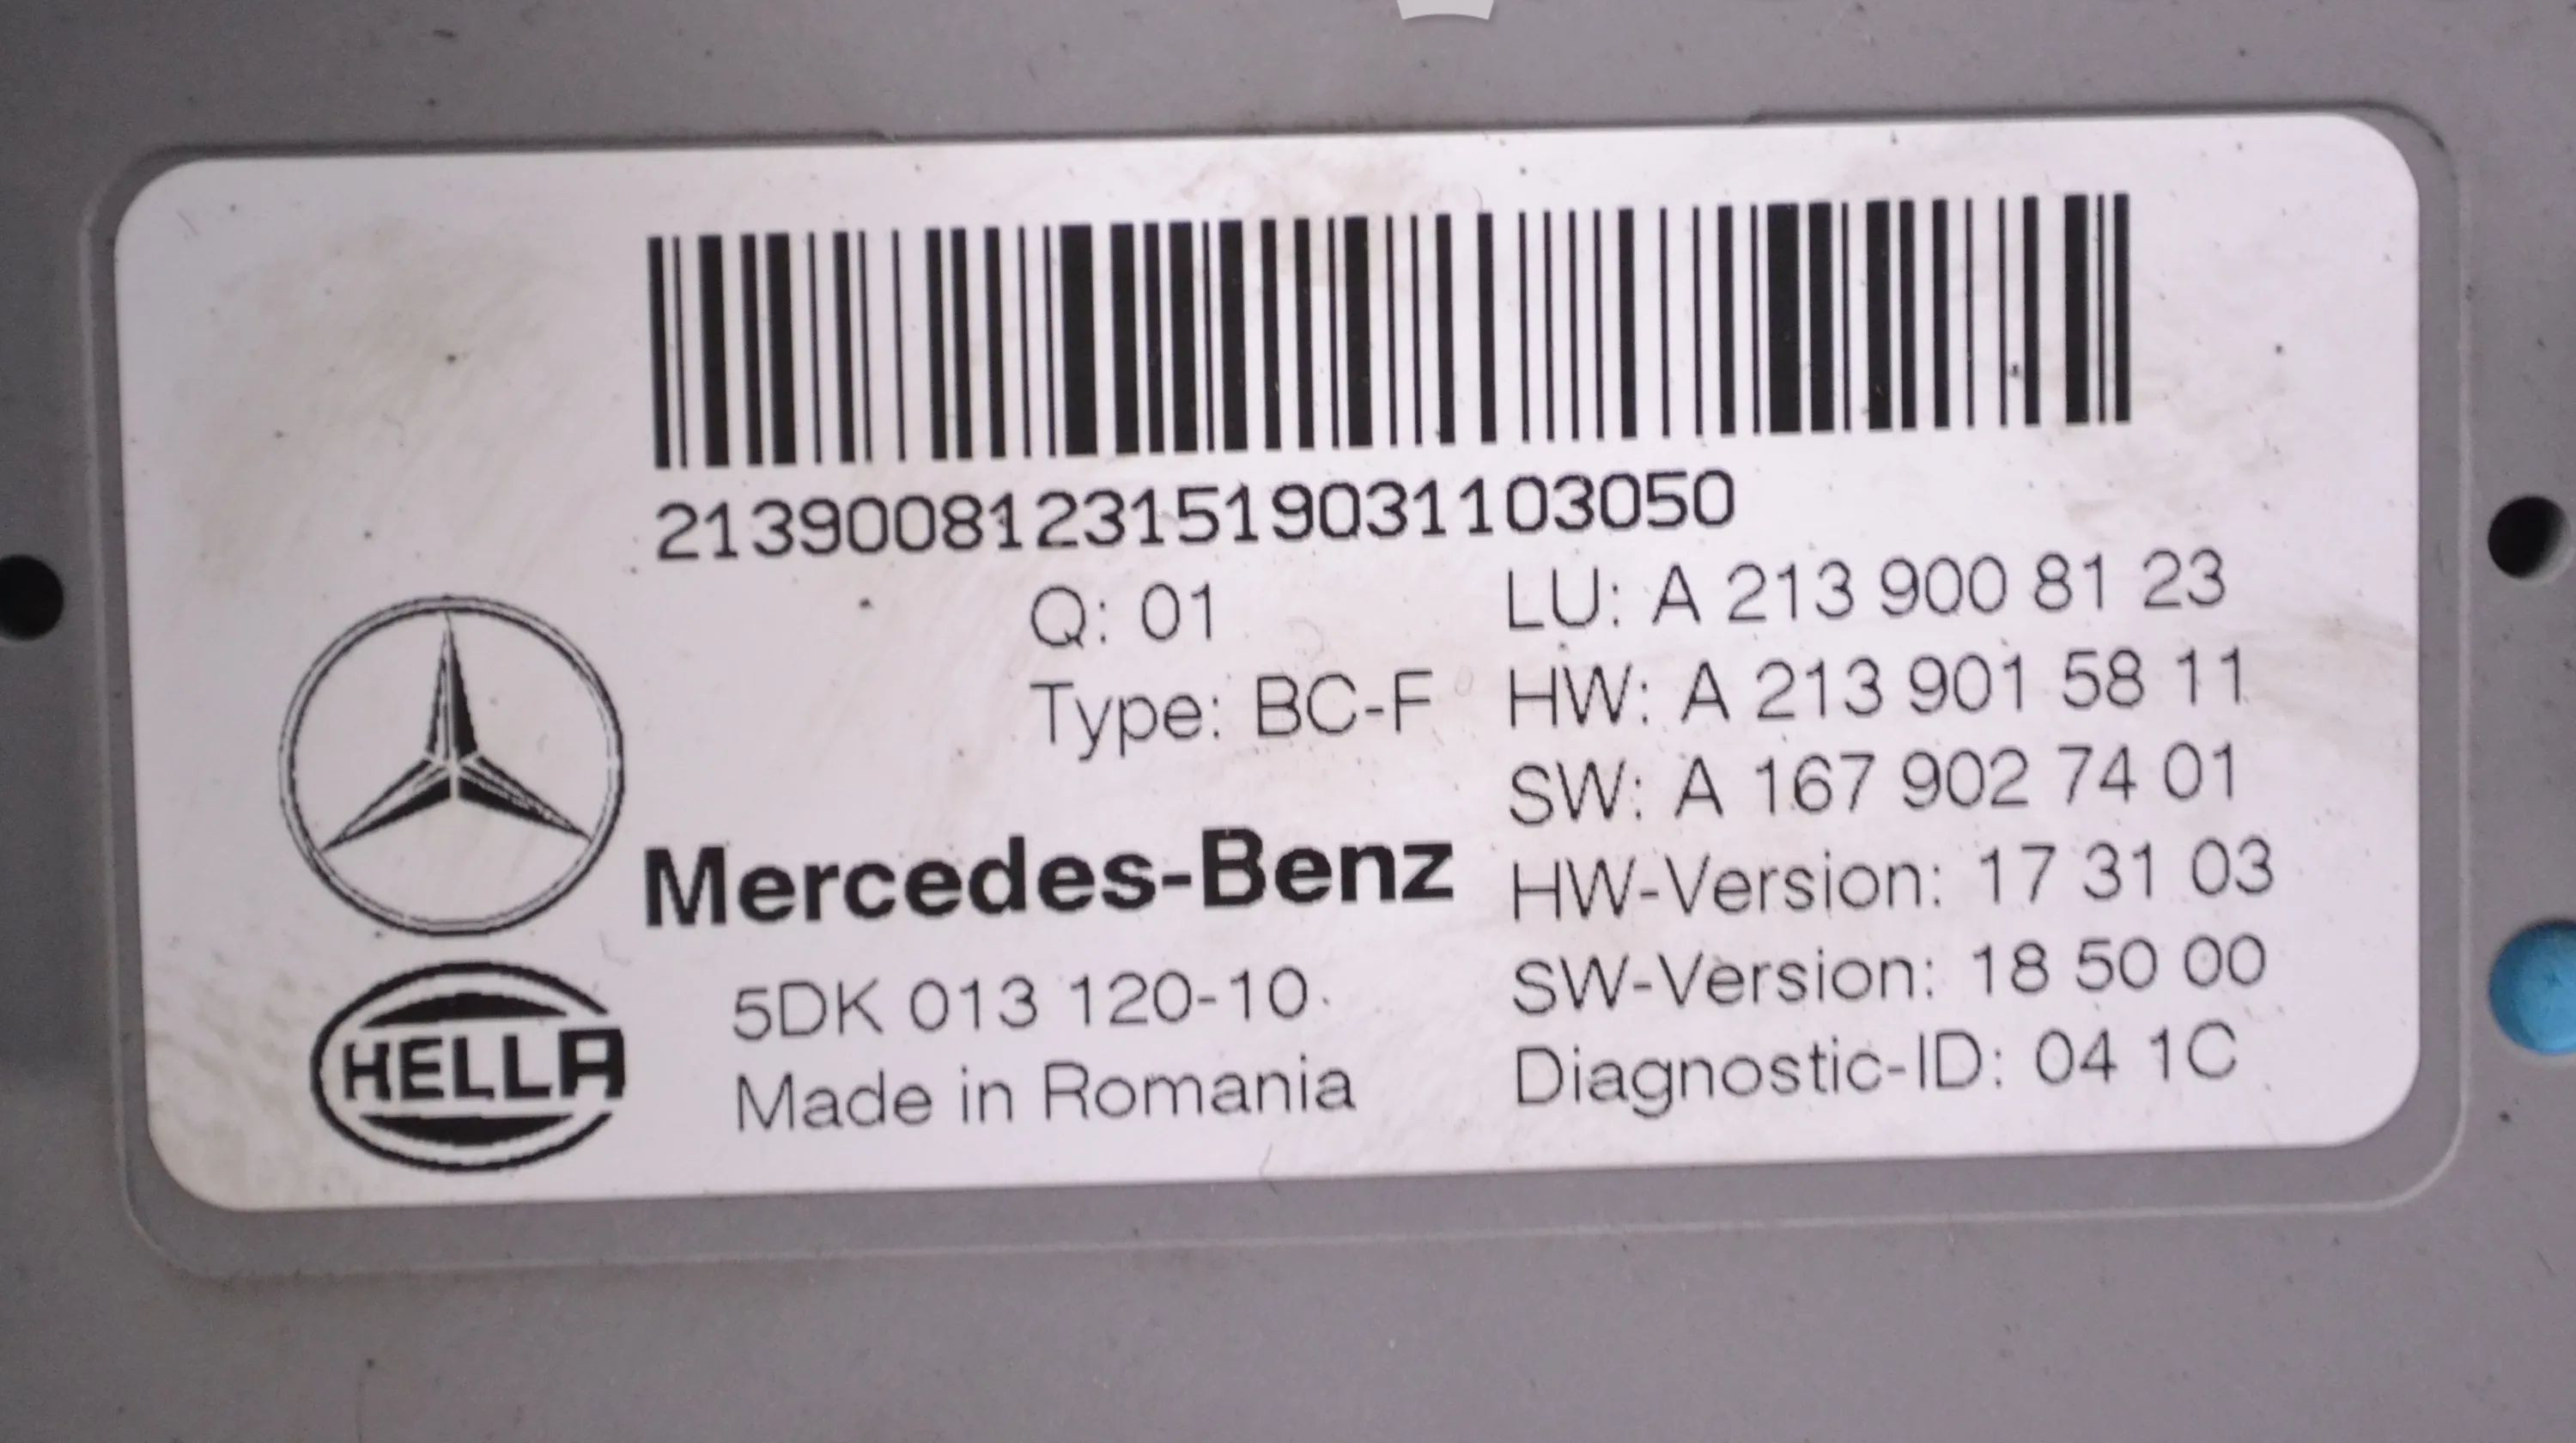 21390081231519031103050
Q: 01
LU: A 213 900 81 23
Type: BC-F
HW: A 213 901 58 11
SW: A 167 902 74 01
Mercedes-Benz
HW-Version: 17 31 03
5DK 013 120-10
SW-Version: 18 50 00
HELLA
Made in Romania
Diagnostic-ID: 04 1C